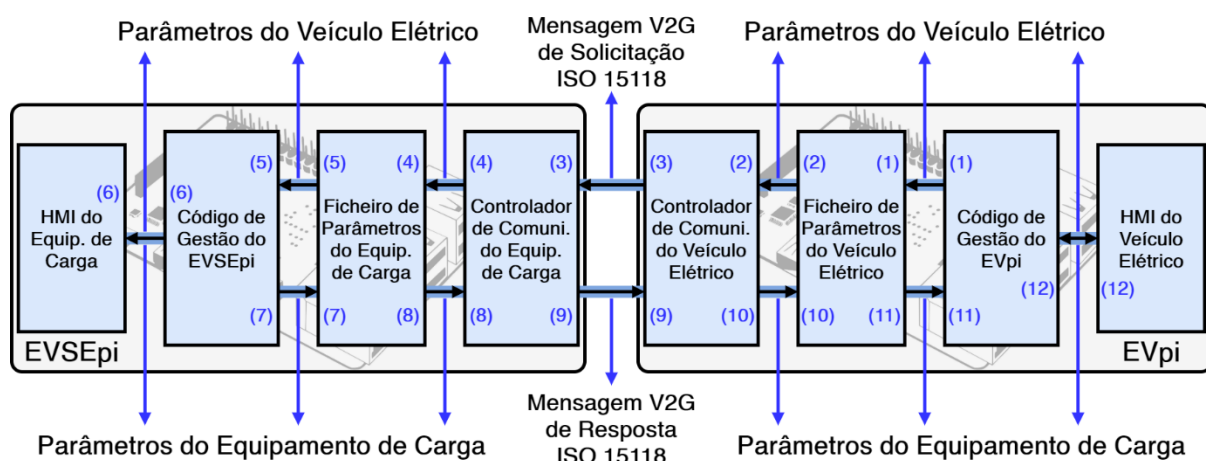 Parâmetros do Veículo Elétrico
Mensagem V2G
de Solicitação
ISO 15118
Parâmetros do Veículo Elétrico
(6)
HMI do
Equip. de
Carga
(5)
(6)
Código de
Gestão do
EVSEpi
(7)
(5)
(4)
Ficheiro de
Parâmetros
do Equip.
de Carga
(7)
(8)
(4)
(3)
Controlador
de Comuni.
do Equip.
de Carga
(8)
(9)
EVSEpi
(3)
(2)
Controlador
de Comuni.
do Veículo
Elétrico
(9)
(10)
(2)
(1)
Ficheiro de
Parâmetros
do Veículo
Elétrico
(10)
(11)
(1)
Código de
Gestão do
EVpi
(12)
(11)
HMI do
Veículo
Elétrico
(12)
EVpi
Parâmetros do Equipamento de Carga
Mensagem V2G
de Resposta
ISO 15118
Parâmetros do Equipamento de Carga